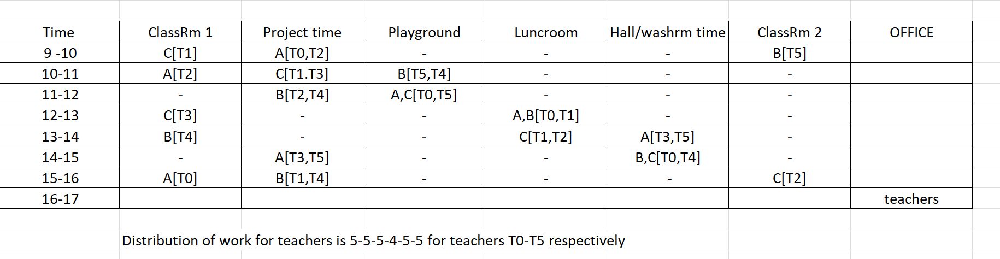 Time ClassRm 1 Project time Playground Luncroom Hall/washrm time ClassRm 2 OFFICE
9 -10 C[T1] A[T0,T2] - - - B[T5]
10-11 A[T2] C[T1.T3] B[T5,T4] - - -
11-12 - B[T2,T4] A,C[T0,T5] - - -
12-13 C[T3] - - A,B[T0,T1] - -
13-14 B[T4] - - C[T1,T2] A[T3,T5] -
14-15 - A[T3,T5] - - B,C[T0,T4] -
15-16 A[T0] B[T1,T4] - - - C[T2]
16-17 teachers
Distribution of work for teachers is 5-5-5-4-5-5 for teachers T0-T5 respectively